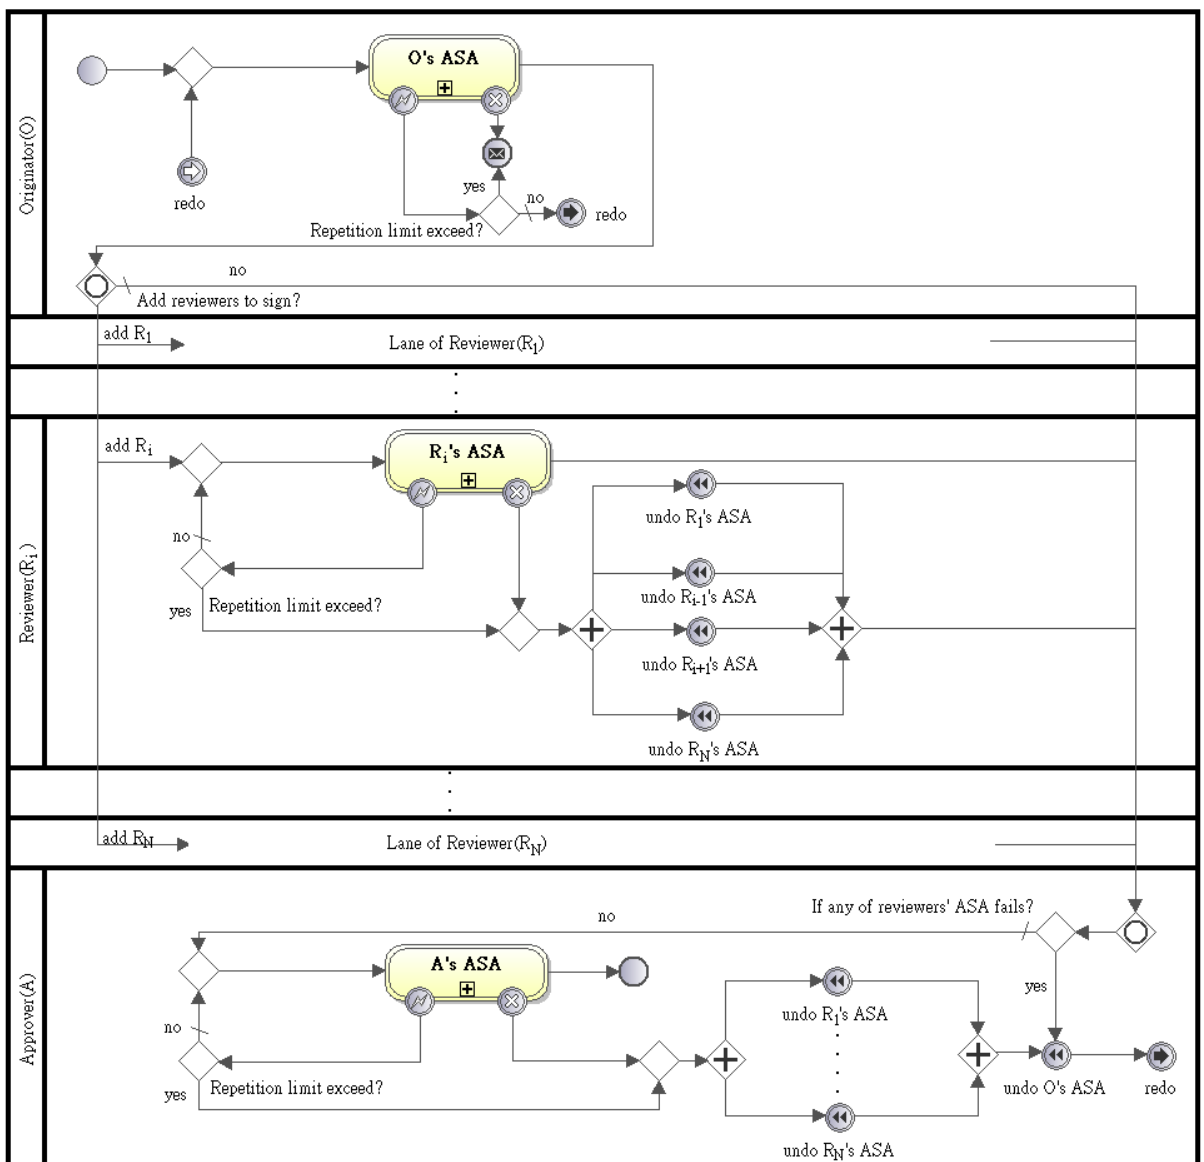 Originator(O)
O's ASA
redo
yes
no
redo
Repetition limit exceed?
no
Add reviewers to sign?
add R1
Lane of Reviewer(R1)
Reviewer(Ri)
add Ri
Ri's ASA
undo R1's ASA
no
undo Ri-1's ASA
yes
Repetition limit exceed?
undo Ri+1's ASA
undo RN's ASA
add RN
Lane of Reviewer(RN)
Approver(A)
If any of reviewers' ASA fails?
no
A's ASA
yes
undo R1's ASA
no
Repetition limit exceed?
yes
undo O's ASA
redo
undo RN's ASA